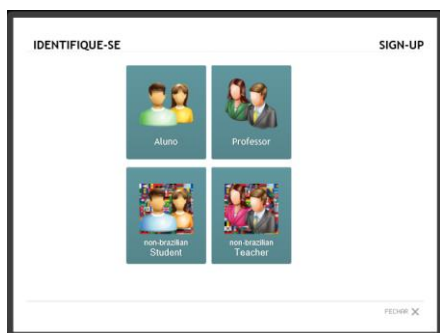 IDENTIFIQUE-SE SIGN-UP
Aluno Professor
non-brazilian non-brazilian
Student Teacher
FECHAR X